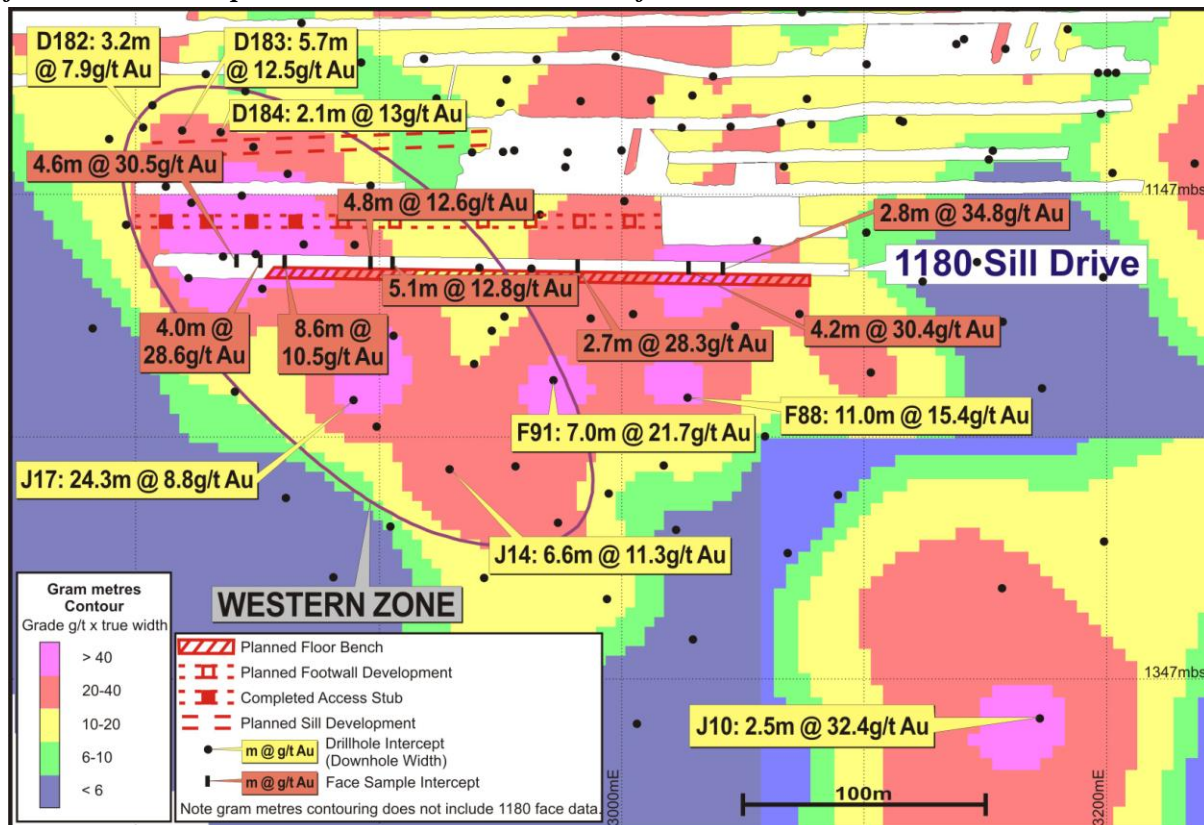 D182: 3.2m
@ 7.9g/t Au
D183: 5.7m
@ 12.5g/t Au
D184: 2.1m @ 13g/t Au
4.6m @ 30.5g/t Au
4.8m @ 12.6g/t Au
2.8m @ 34.8g/t Au
1147mbs
1180 Sill Drive
5.1m @ 12.8g/t Au
4.0m @
28.6g/t Au
8.6m @
10.5g/t Au
2.7m @ 28.3g/t Au
4.2m @ 30.4g/t Au
F88: 11.0m @ 15.4g/t Au
F91: 7.0m @ 21.7g/t Au
J17: 24.3m @ 8.8g/t Au
J14: 6.6m @ 11.3g/t Au
WESTERN ZONE
1347mbs
J10: 2.5m @ 32.4g/t Au
3000mE
3200mE
100m
Gram metres
Contour
Grade g/t x true width
> 40
20-40
10-20
6-10
< 6
Planned Floor Bench
Planned Footwall Development
Completed Access Stub
Planned Sill Development
m @ g/t Au
Drillhole Intercept
(Downhole Width)
m @ g/t Au
Face Sample Intercept
Note gram metres contouring does not include 1180 face data.